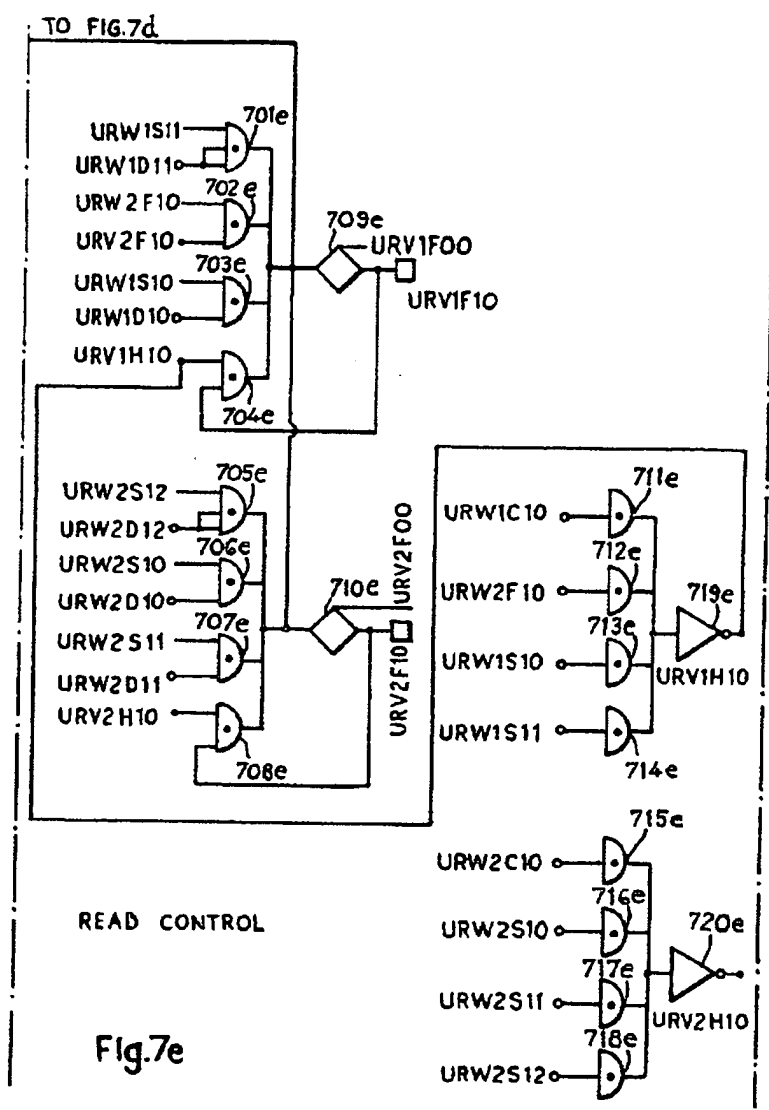 TO FIG.7d
URW1S11
701e
URW1D11
URW2F10
702e
URV2F10
709e
URV1F00
URV1F10
URW1S10
703e
URW1D10
URV1H10
704e
URW2S12
705e
URW2D12
URW2S10
706e
URW2D10
710e
URV2F00
URV2F10
URW2S11
707e
URW2D11
URV2H10
708e
URW1C10
711e
URW2F10
712e
719e
URV1H10
URW1S10
713e
URW1S11
714e
URW2C10
715e
URW2S10
716e
720e
URV2H10
URW2S11
717e
URW2S12
718e
READ CONTROL
Fig.7e